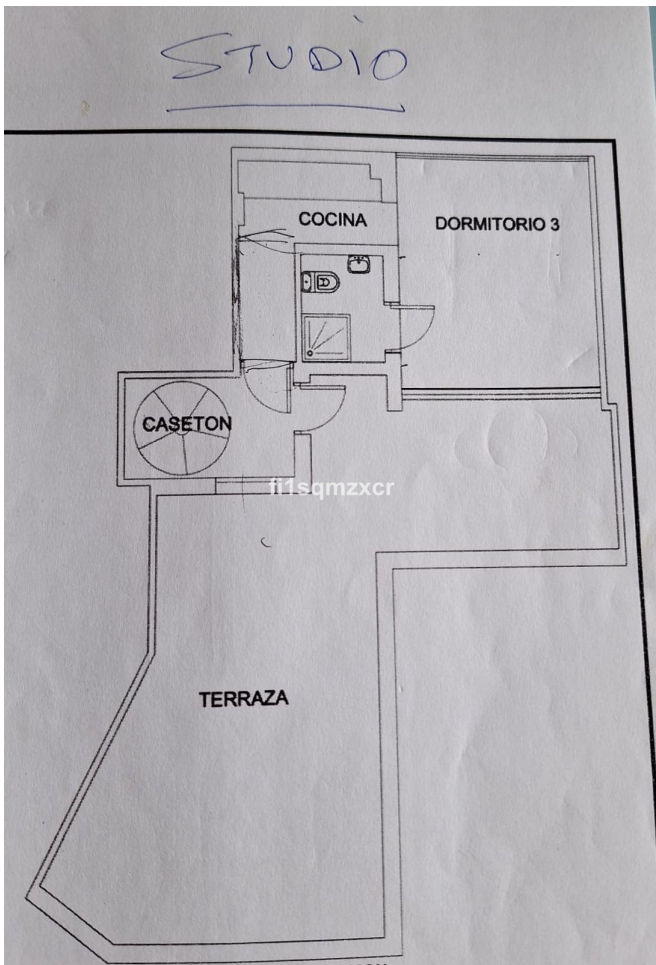 STUDIO
COCINA
DORMITORIO 3
CASETON
fi1sqmzxcr
TERRAZA